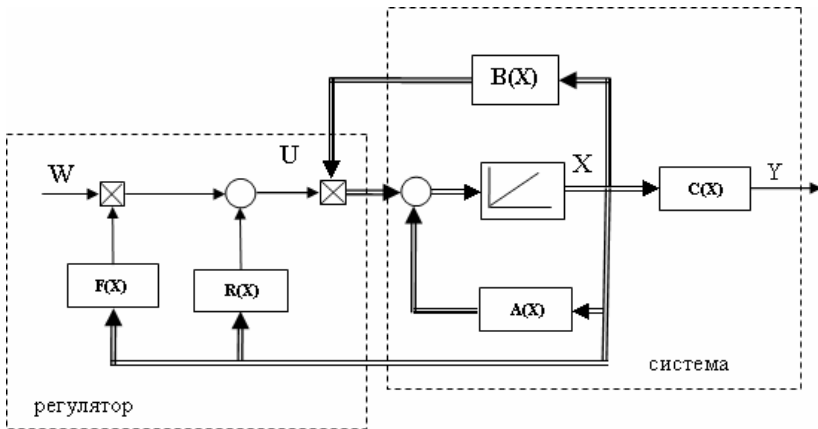 B(X)
W
U
X
Y
C(X)
F(X)
R(X)
A(X)
система
регулятор